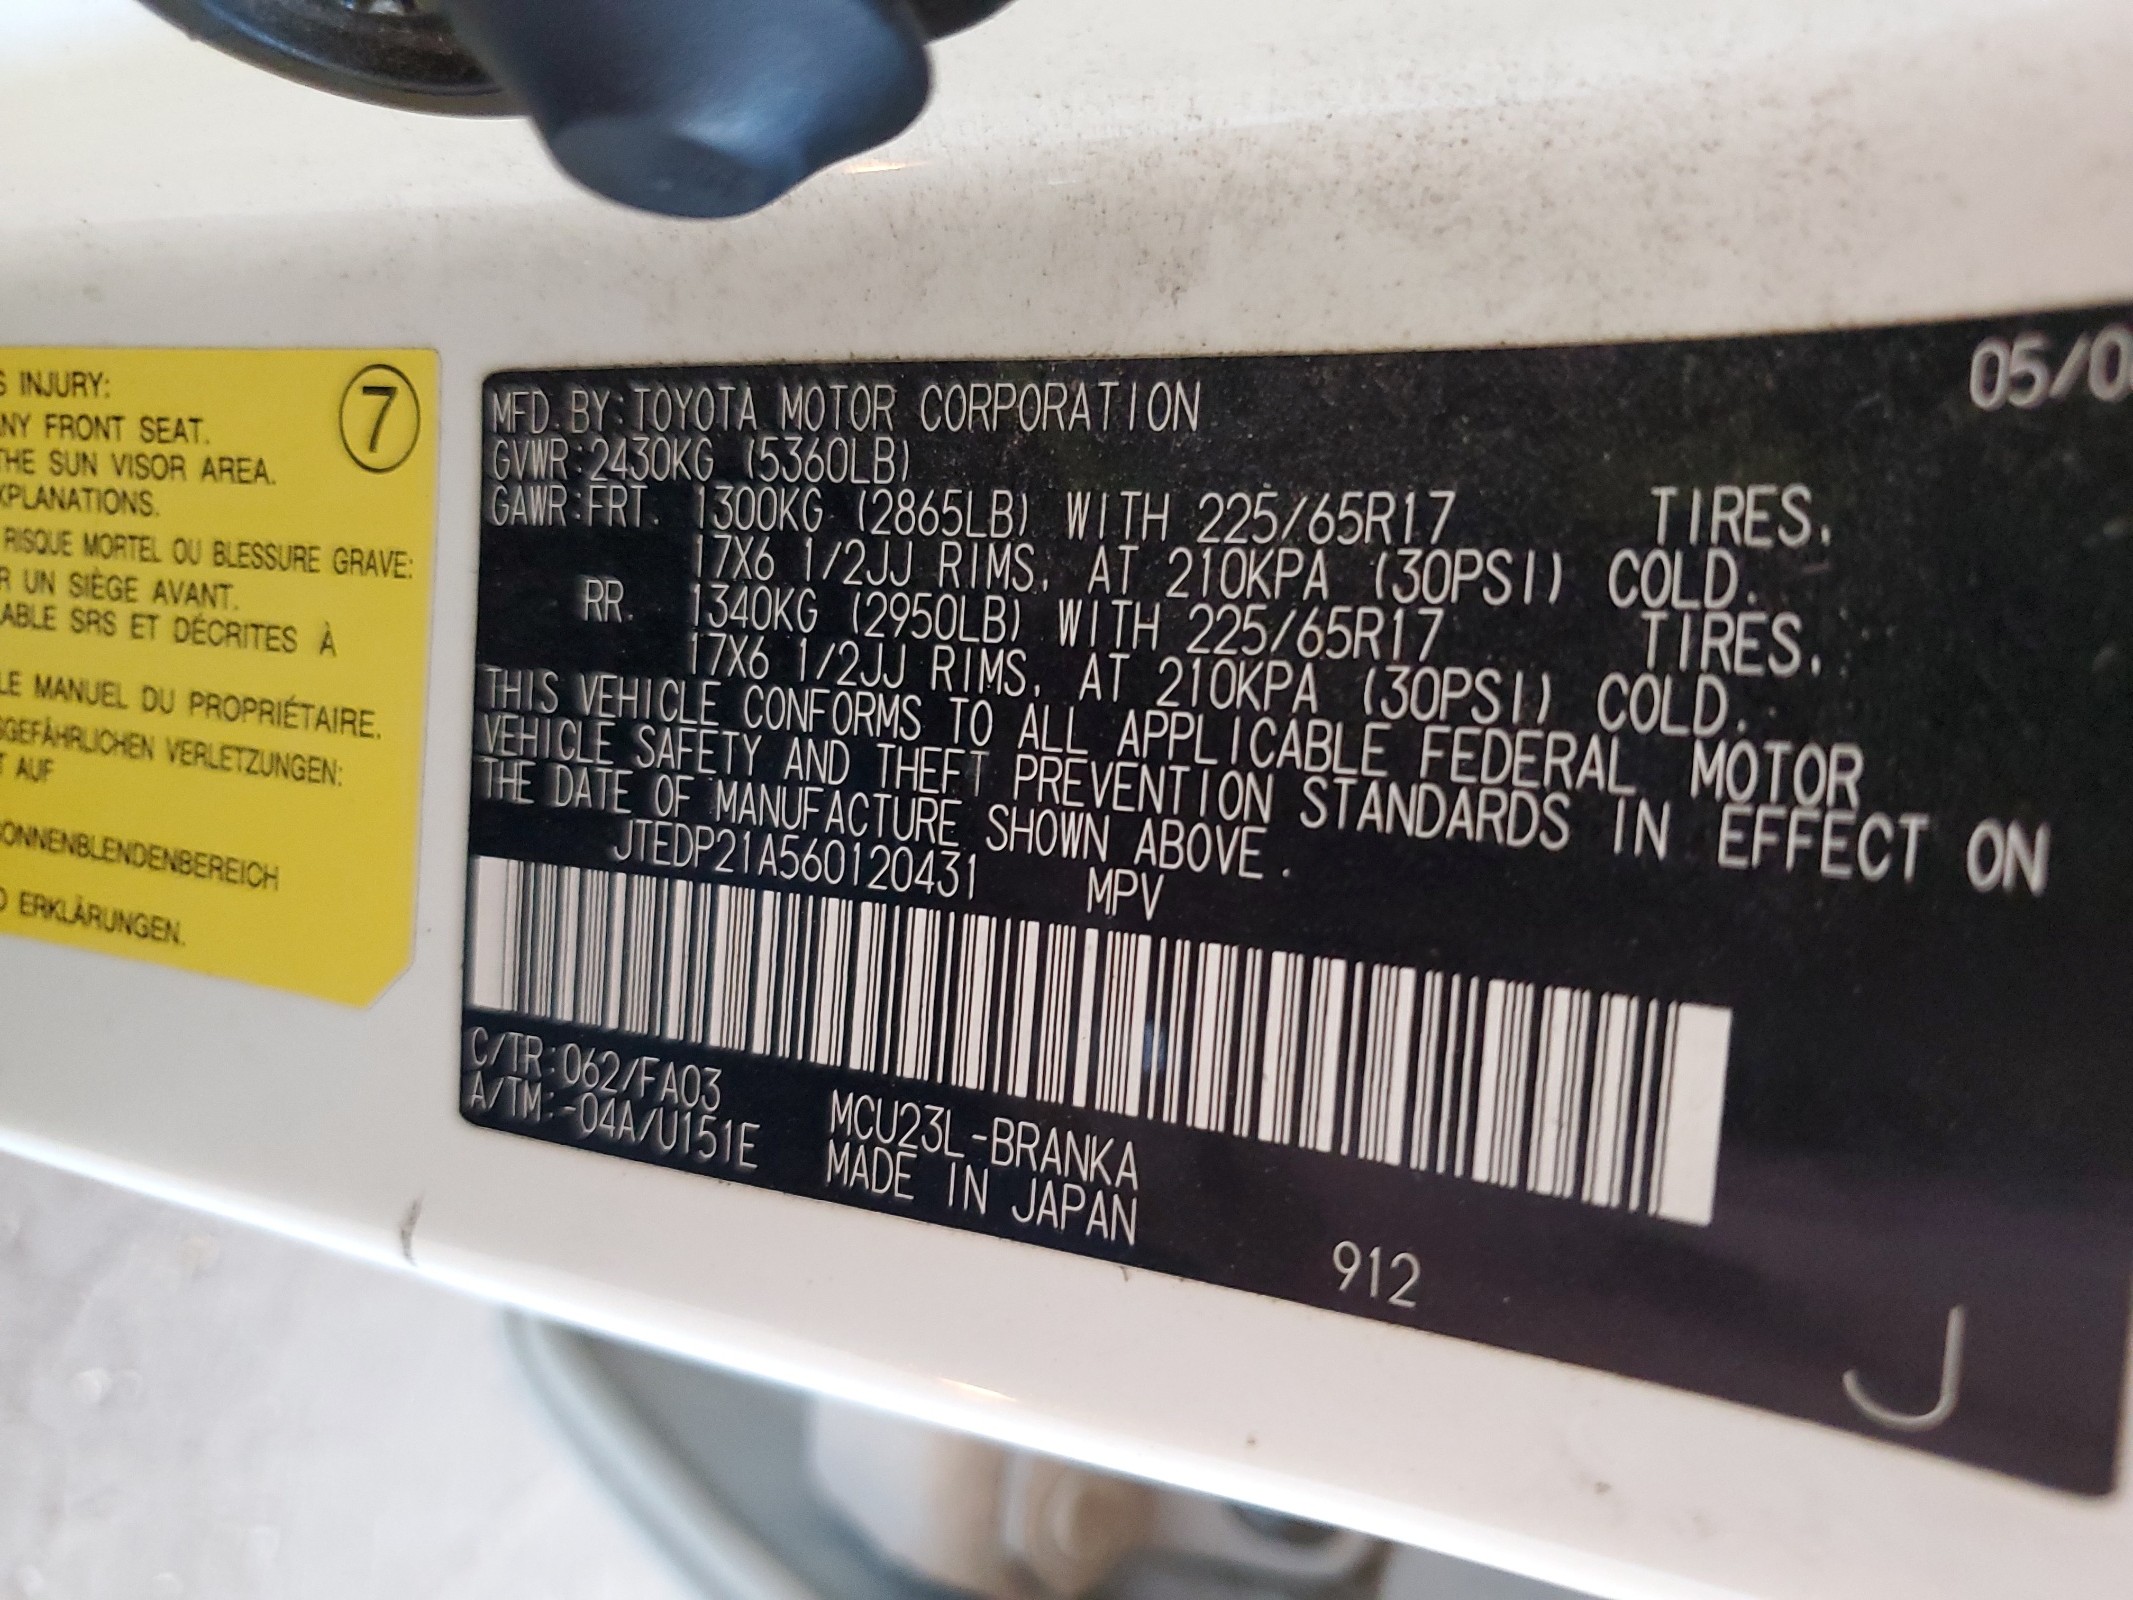 S INJURY:
7
NY FRONT SEAT.
THE SUN VISOR AREA.
XPLANATIONS.
RISQUE MORTEL OU BLESSURE GRAVE:
R UN SIÈGE AVANT.
ABLE SRS ET DÉCRITES À
LE MANUEL DU PROPRIÉTAIRE.
GEFÄHRLICHEN VERLETZUNGEN:
T AUF
ONNENBLENDENBEREICH
D ERKLÄRUNGEN.
MFD. BY:TOYOTA MOTOR CORPORATION
05/0
GVWR:2430KG (5360LB)
GAWR:FRT. 1300KG (2865LB) WITH 225/65R17 TIRES,
17X6 1/2JJ RIMS, AT 210KPA (30PSI) COLD.
RR. 1340KG (2950LB) WITH 225/65R17 TIRES,
17X6 1/2JJ RIMS, AT 210KPA (30PSI) COLD.
THIS VEHICLE CONFORMS TO ALL APPLICABLE FEDERAL MOTOR
VEHICLE SAFETY AND THEFT PREVENTION STANDARDS IN EFFECT ON
THE DATE OF MANUFACTURE SHOWN ABOVE.
JTEDP21A560120431 MPV
C/TR:062/FA03
A/TM:-04A/U151E
MCU23L-BRANKA
MADE IN JAPAN
912
J